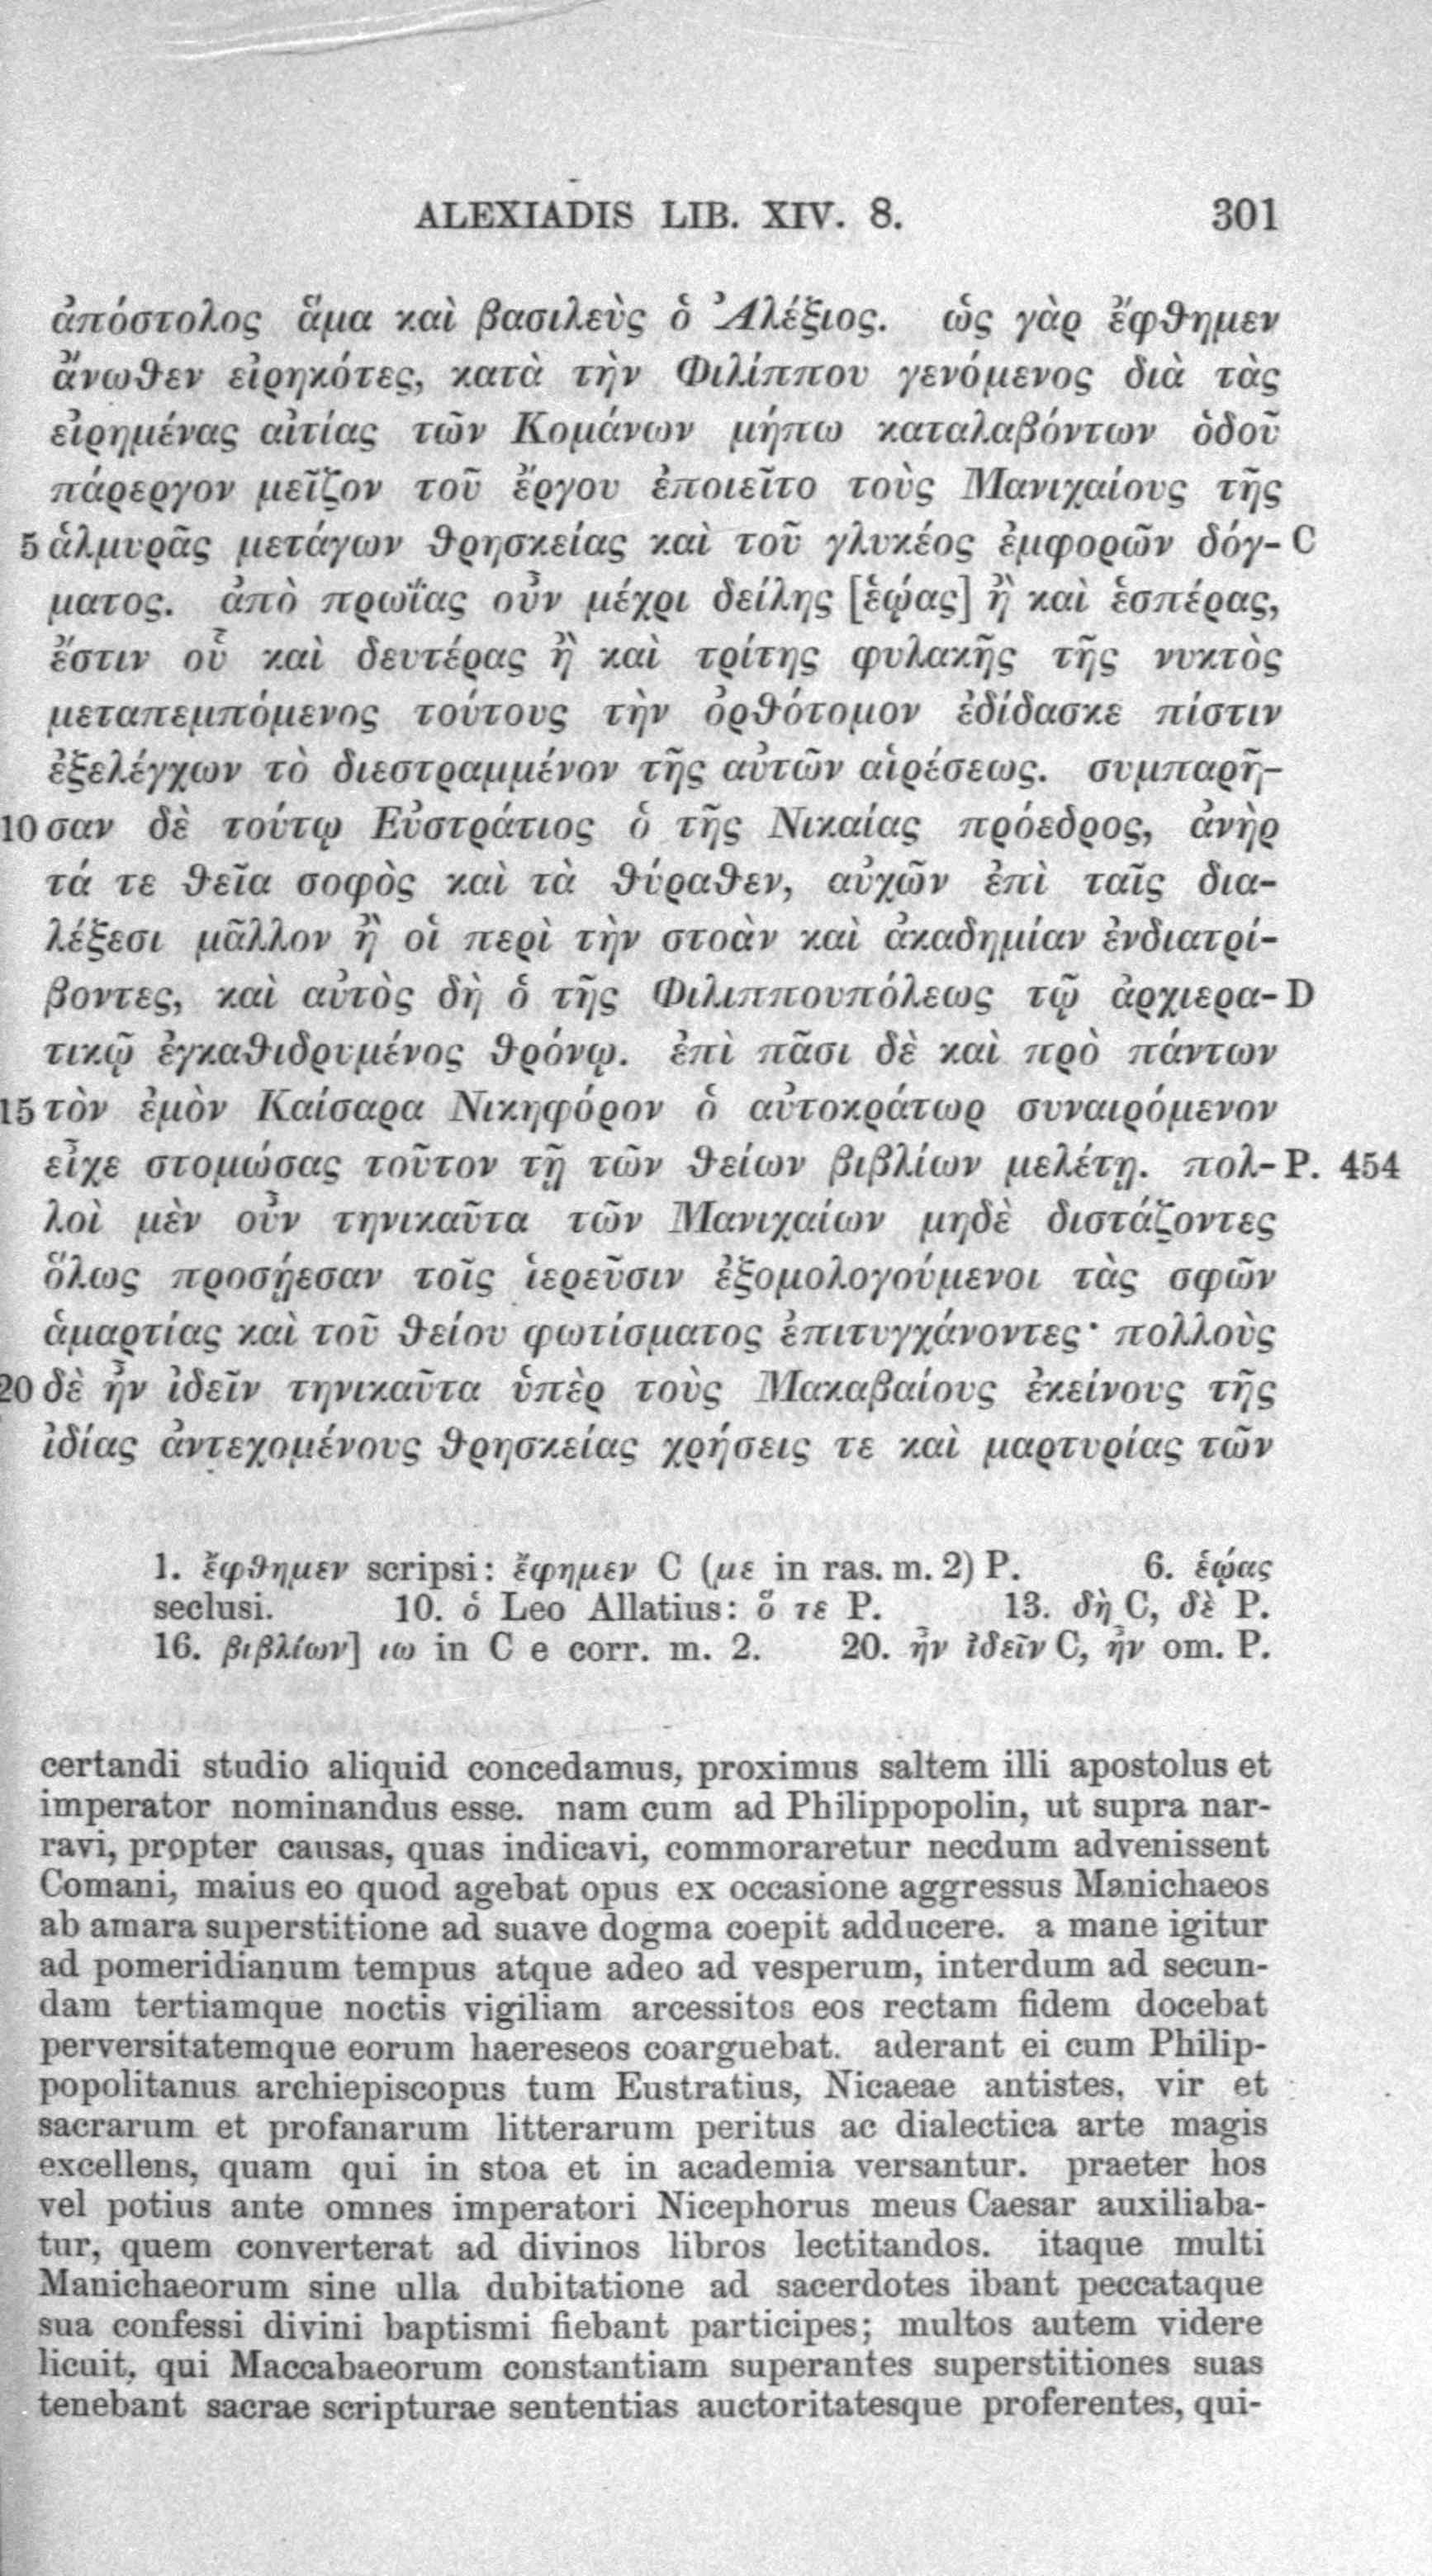 ALEXIADIS LIB. XIV. 8. 301
ἀπόστολος ἅμα καὶ βασιλεὺς ὁ Ἀλέξιος. ὡς γὰρ ἔφθημεν
ἄνωθεν εἰρηκότες, κατὰ τὴν Φιλίππου γενόμενος διὰ τὰς
εἰρημένας αἰτίας τῶν Κομάνων μήπω καταλαβόντων ὁδοῦ
πάρεργον μεῖζον τοῦ ἔργου ἐποιεῖτο τοὺς Μανιχαίους τῆς
5 ἁλμυρᾶς μετάγων θρησκείας καὶ τοῦ γλυκέος ἐμφορῶν δόγ- C
ματος. ἀπὸ πρωΐας οὖν μέχρι δείλης [ἑῴας] ἢ καὶ ἑσπέρας,
ἔστιν οὗ καὶ δευτέρας ἢ καὶ τρίτης φυλακῆς τῆς νυκτὸς
μεταπεμπόμενος τούτους τὴν ὀρθότομον ἐδίδασκε πίστιν
ἐξελέγχων τὸ διεστραμμένον τῆς αὐτῶν αἱρέσεως. συμπαρῆ-
10 σαν δὲ τούτῳ Εὐστράτιος ὁ τῆς Νικαίας πρόεδρος, ἀνὴρ
τά τε θεῖα σοφὸς καὶ τὰ θύραθεν, αὐχῶν ἐπὶ ταῖς δια-
λέξεσι μᾶλλον ἢ οἱ περὶ τὴν στοὰν καὶ ἀκαδημίαν ἐνδιατρί-
βοντες, καὶ αὐτὸς δὴ ὁ τῆς Φιλιππουπόλεως τῷ ἀρχιερα- D
τικῷ ἐγκαθιδρυμένος θρόνῳ. ἐπὶ πᾶσι δὲ καὶ πρὸ πάντων
15 τὸν ἐμὸν Καίσαρα Νικηφόρον ὁ αὐτοκράτωρ συναιρόμενον
εἶχε στομώσας τοῦτον τῇ τῶν θείων βιβλίων μελέτῃ. πολ- P. 454
λοὶ μὲν οὖν τηνικαῦτα τῶν Μανιχαίων μηδὲ διστάζοντες
ὅλως προσῄεσαν τοῖς ἱερεῦσιν ἐξομολογούμενοι τὰς σφῶν
ἁμαρτίας καὶ τοῦ θείου φωτίσματος ἐπιτυγχάνοντες· πολλοὺς
20 δὲ ἦν ἰδεῖν τηνικαῦτα ὑπὲρ τοὺς Μακαβαίους ἐκείνους τῆς
ἰδίας ἀντεχομένους θρησκείας χρήσεις τε καὶ μαρτυρίας τῶν
1. ἔφθημεν scripsi: ἔφημεν C (με in ras. m. 2) P. 6. ἑῴας
seclusi. 10. ὁ Leo Allatius: ὅ τε P. 13. δὴ C, δὲ P.
16. βιβλίων] ιω in C e corr. m. 2. 20. ἦν ἰδεῖν C, ἦν om. P.
certandi studio aliquid concedamus, proximus saltem illi apostolus et
imperator nominandus esse. nam cum ad Philippopolin, ut supra nar-
ravi, propter causas, quas indicavi, commoraretur necdum advenissent
Comani, maius eo quod agebat opus ex occasione aggressus Manichaeos
ab amara superstitione ad suave dogma coepit adducere. a mane igitur
ad pomeridianum tempus atque adeo ad vesperum, interdum ad secun-
dam tertiamque noctis vigiliam arcessitos eos rectam fidem docebat
perversitatemque eorum haereseos coarguebat. aderant ei cum Philip-
popolitanus archiepiscopus tum Eustratius, Nicaeae antistes, vir et
sacrarum et profanarum litterarum peritus ac dialectica arte magis
excellens, quam qui in stoa et in academia versantur. praeter hos
vel potius ante omnes imperatori Nicephorus meus Caesar auxiliaba-
tur, quem converterat ad divinos libros lectitandos. itaque multi
Manichaeorum sine ulla dubitatione ad sacerdotes ibant peccataque
sua confessi divini baptismi fiebant participes; multos autem videre
licuit, qui Maccabaeorum constantiam superantes superstitiones suas
tenebant sacrae scripturae sententias auctoritatesque proferentes, qui-